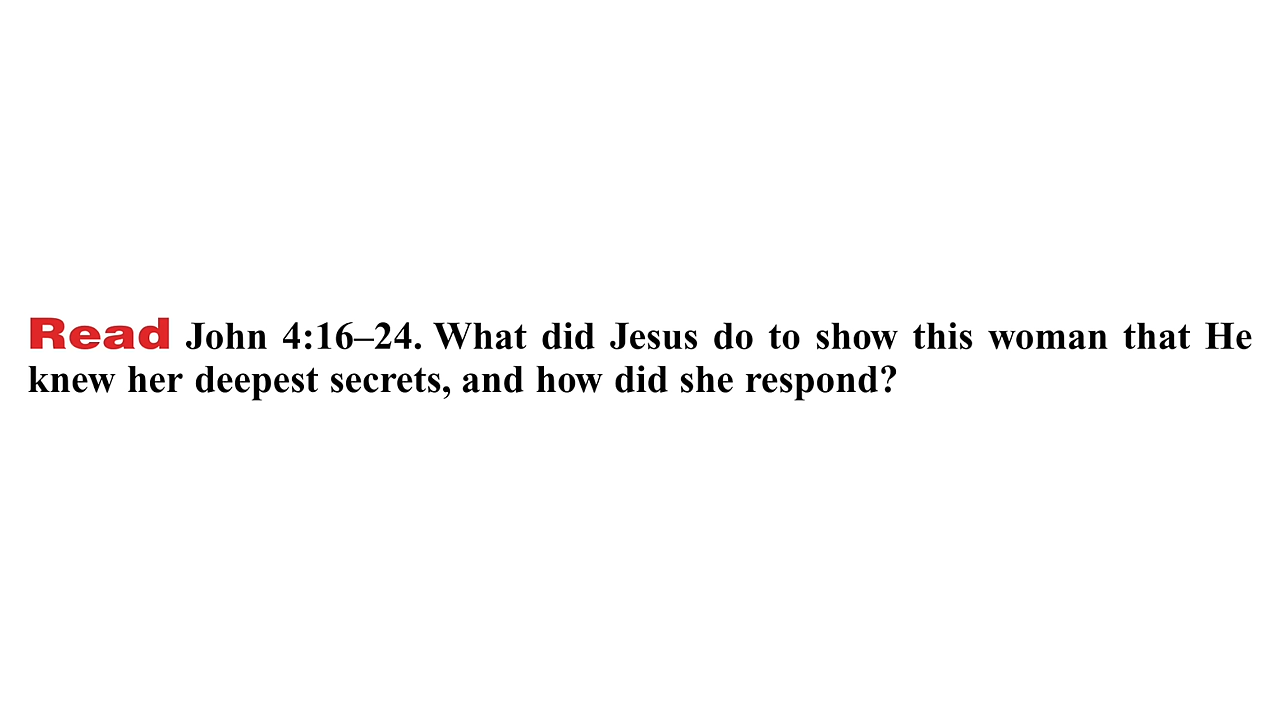 Read John 4:16–24. What did Jesus do to show this woman that He
knew her deepest secrets, and how did she respond?